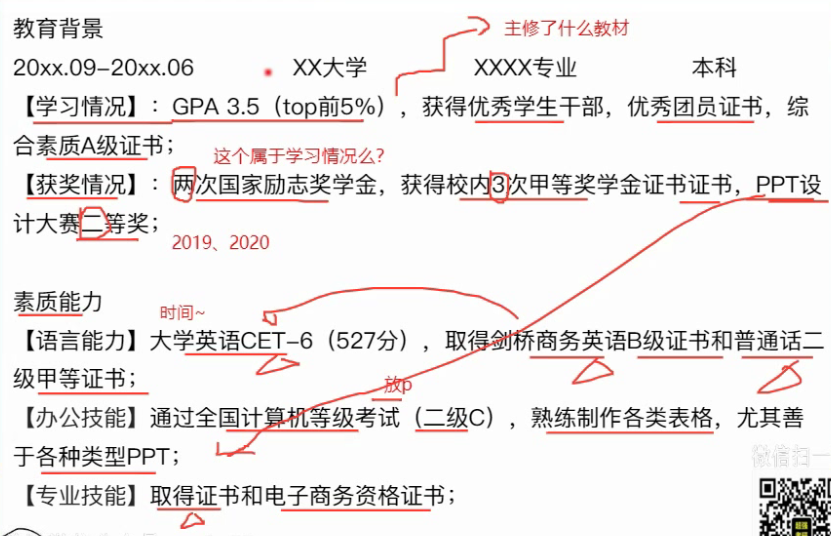 教育背景
主修了什么教材
20xx.09-20xx.06 XX大学 XXXX专业 本科
【学习情况】：GPA 3.5（top前5%），获得优秀学生干部，优秀团员证书，综
合素质A级证书；
这个属于学习情况么？
【获奖情况】：两次国家励志奖学金，获得校内3次甲等奖学金证书证书，PPT设
计大赛二等奖；
2019、2020
素质能力
时间~
【语言能力】大学英语CET-6（527分），取得剑桥商务英语B级证书和普通话二
级甲等证书；
放p
【办公技能】通过全国计算机等级考试（二级C），熟练制作各类表格，尤其善
于各种类型PPT；
微信扫一
【专业技能】取得证书和电子商务资格证书；